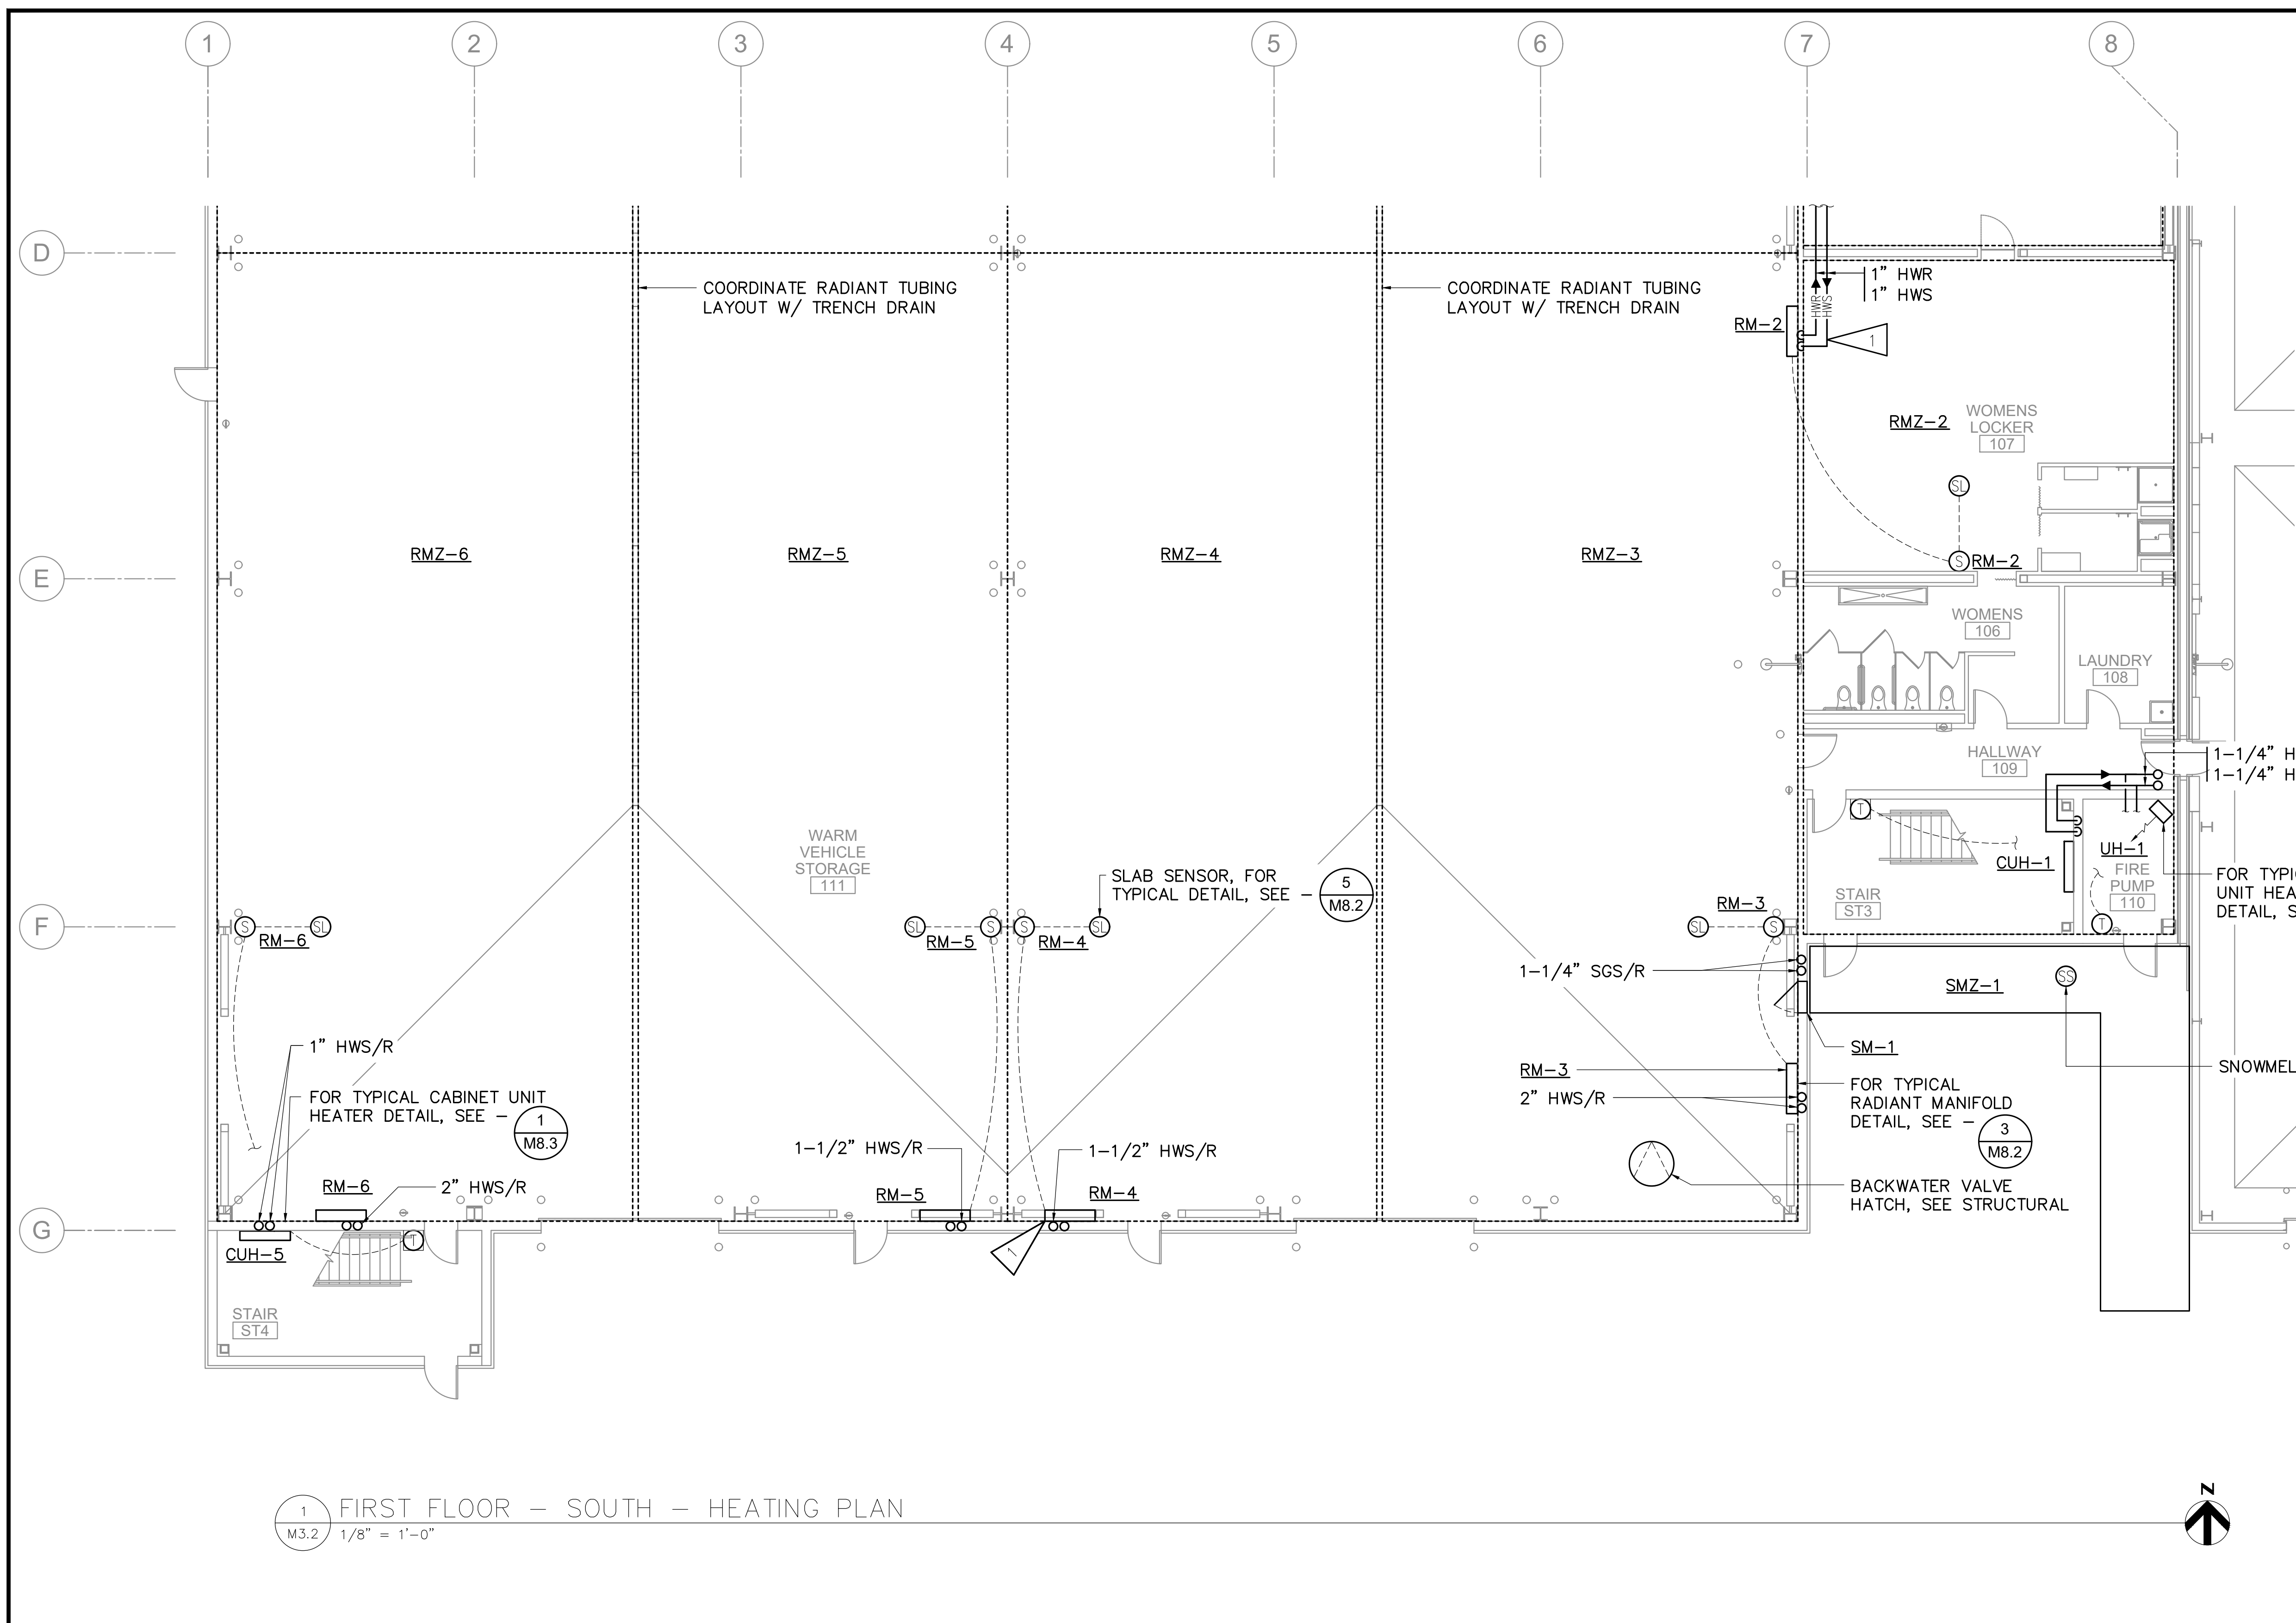 1
2
3
4
5
6
7
8
D
E
F
G
COORDINATE RADIANT TUBING
LAYOUT W/ TRENCH DRAIN
COORDINATE RADIANT TUBING
LAYOUT W/ TRENCH DRAIN
1" HWR
1" HWS
HWR
HWS
RM-2
1
RMZ-2
WOMENS
LOCKER
107
SL
S
RM-2
RMZ-6
RMZ-5
RMZ-4
RMZ-3
WOMENS
106
LAUNDRY
108
HALLWAY
109
1-1/4" H
1-1/4" H
T
CUH-1
UH-1
FIRE
PUMP
110
T
STAIR
ST3
FOR TYPI
UNIT HEA
DETAIL, S
WARM
VEHICLE
STORAGE
111
SLAB SENSOR, FOR
TYPICAL DETAIL, SEE -
5
M8.2
S
SL
RM-6
SL
S
RM-5
S
SL
RM-4
RM-3
SL
S
1-1/4" SGS/R
SMZ-1
SS
SNOWMEL
SM-1
1" HWS/R
FOR TYPICAL CABINET UNIT
HEATER DETAIL, SEE -
1
M8.3
RM-3
2" HWS/R
FOR TYPICAL
RADIANT MANIFOLD
DETAIL, SEE -
3
M8.2
BACKWATER VALVE
HATCH, SEE STRUCTURAL
1-1/2" HWS/R
1-1/2" HWS/R
RM-6
2" HWS/R
RM-5
RM-4
1
CUH-5
T
STAIR
ST4
1
M3.2
FIRST FLOOR - SOUTH - HEATING PLAN
1/8" = 1'-0"
N